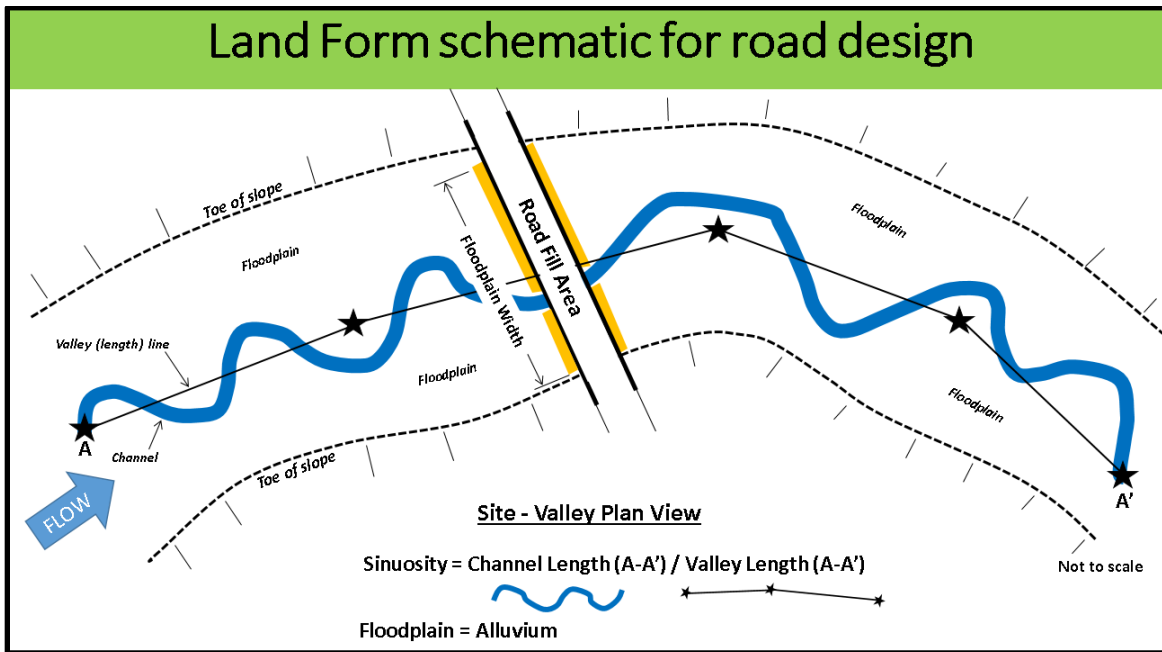 Land Form schematic for road design
Toe of slope
Floodplain
Floodplain Width
Road Fill Area
Floodplain
Valley (length) line
Floodplain
Floodplain
A
Channel
Toe of slope
FLOW
A'
Site - Valley Plan View
Sinuosity = Channel Length (A-A') / Valley Length (A-A')
Not to scale
Floodplain = Alluvium